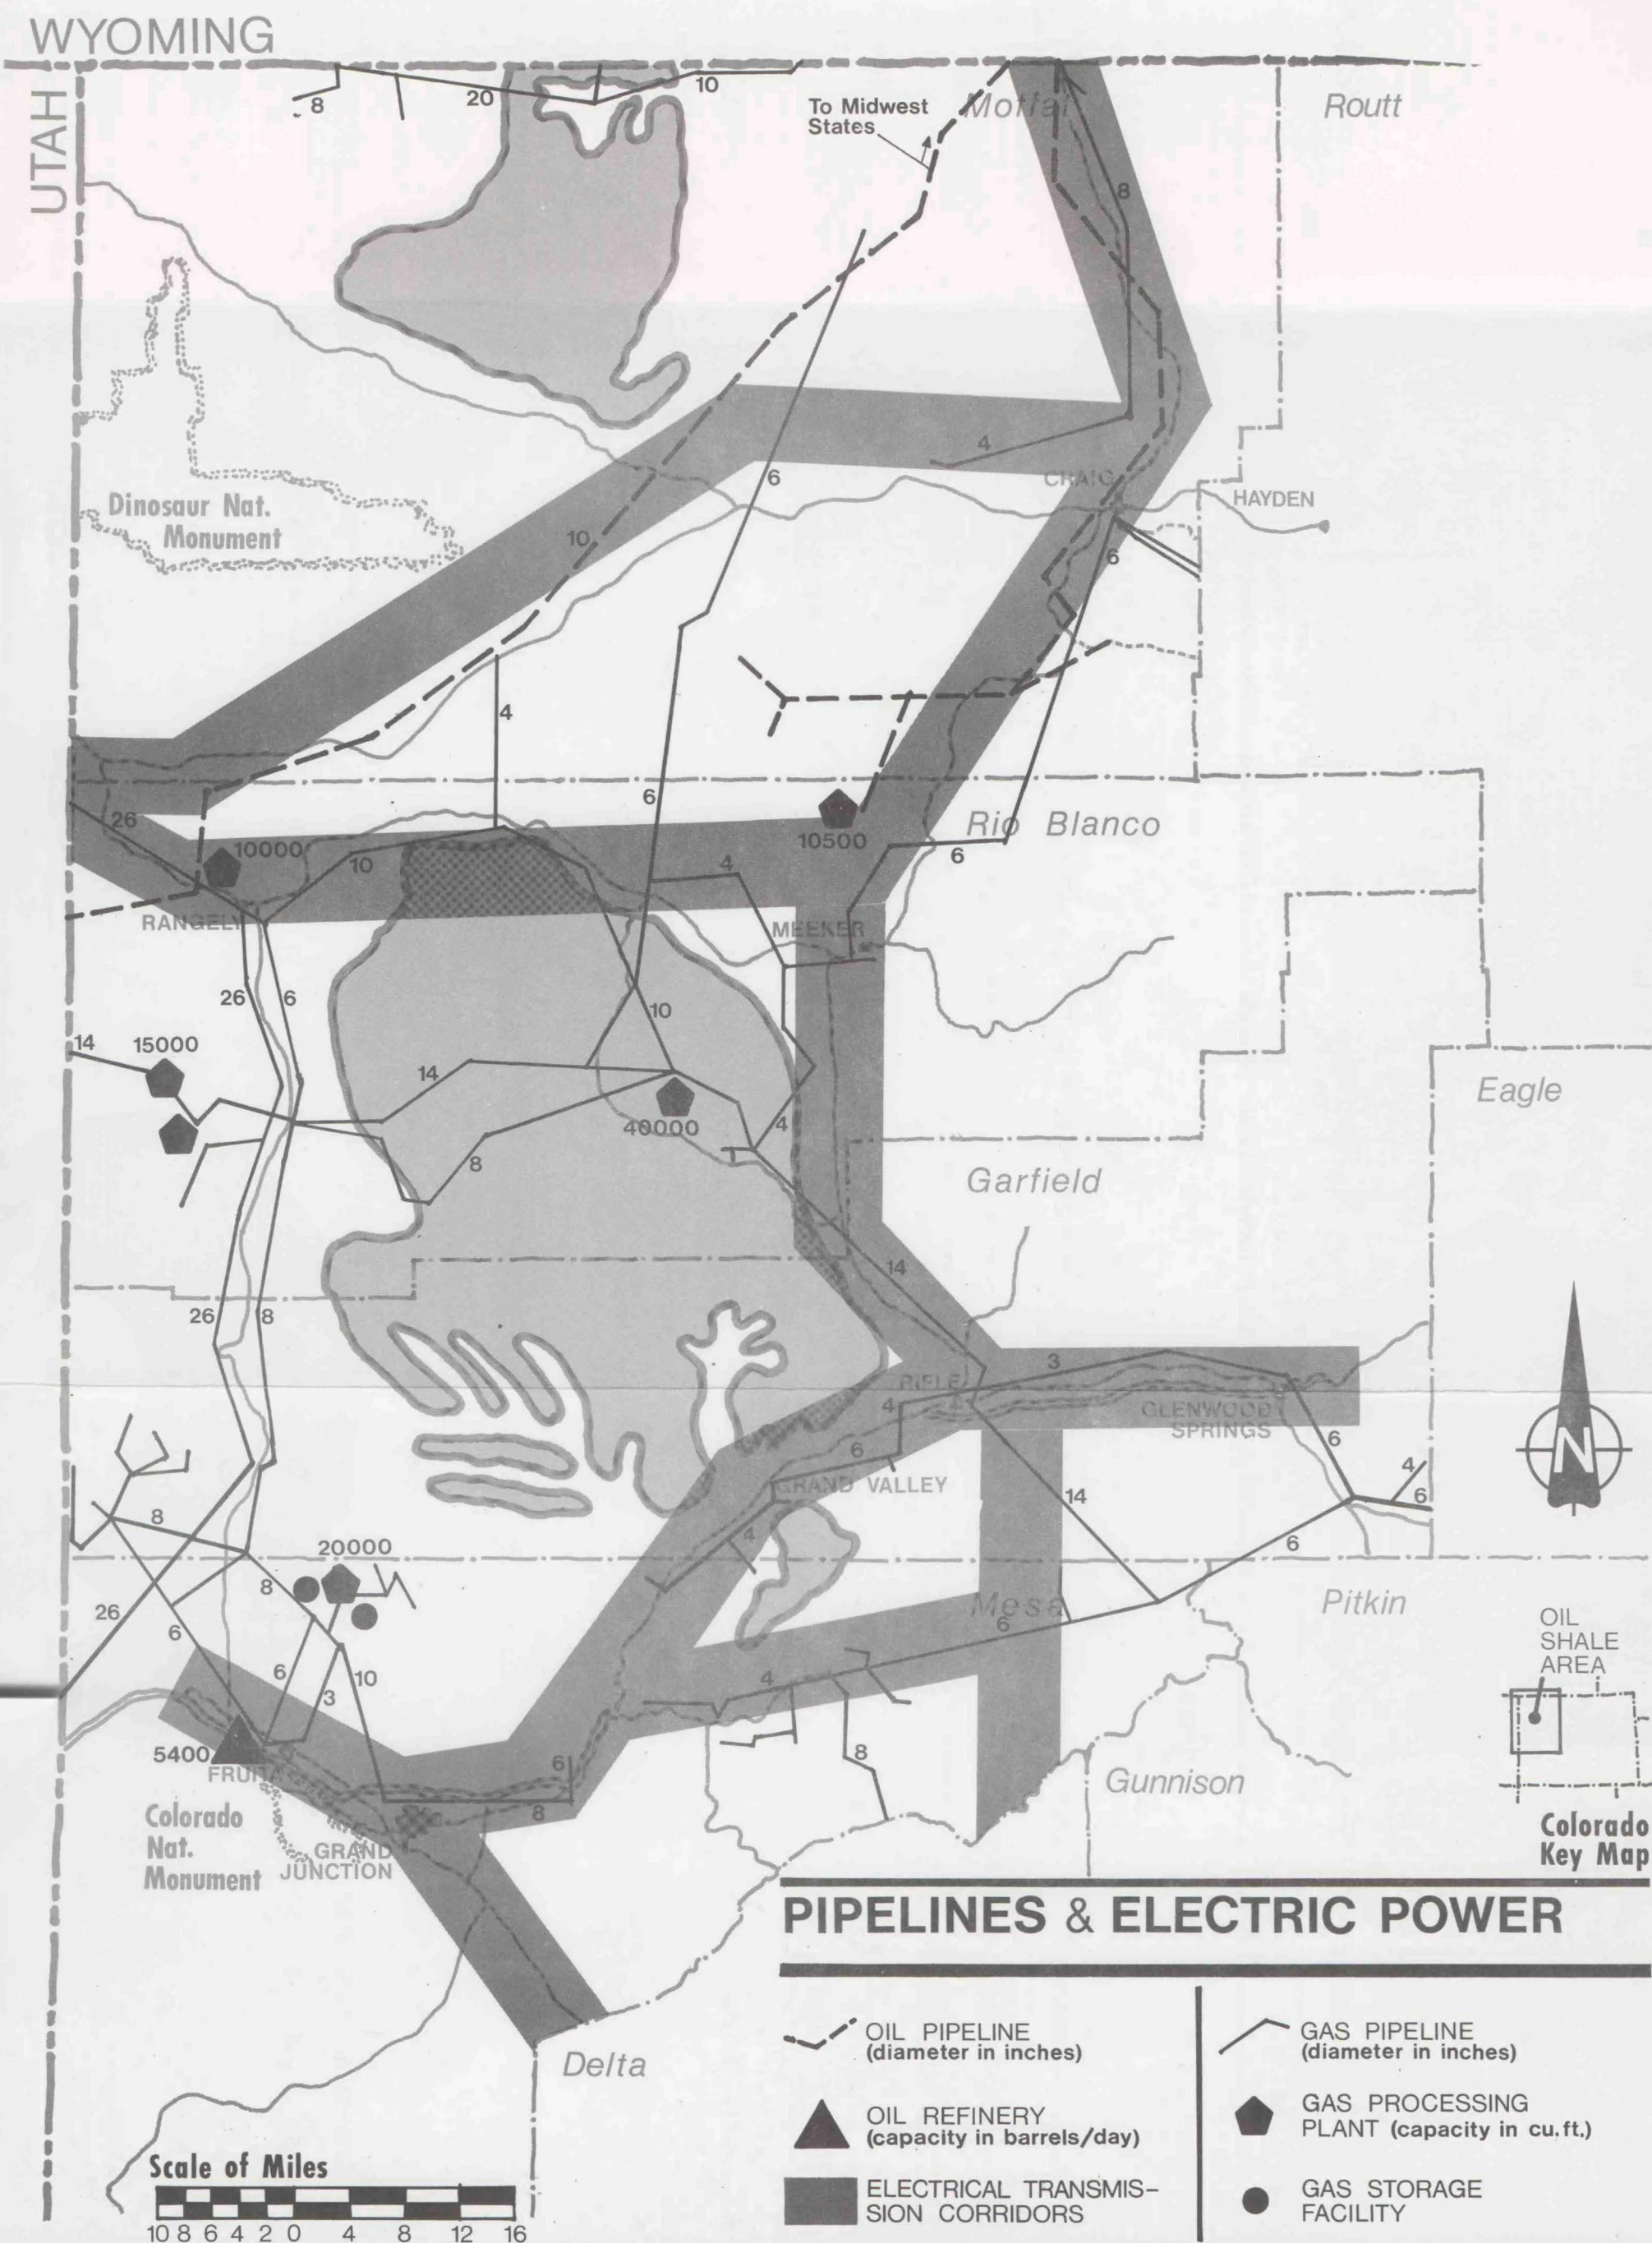 WYOMING
UTAH
8
20
10
To Midwest
States
Moffat
Routt
8
4
6
CRAIG
HAYDEN
Dinosaur Nat.
Monument
10
6
4
6
26
10000
10
4
10500
Rio Blanco
6
RANGELY
MEEKER
26
6
10
14
15000
14
40000
4
8
Eagle
Garfield
14
26
8
3
RIFLE
4
GLENWOOD
SPRINGS
6
6
GRAND VALLEY
4
6
14
8
4
6
20000
8
26
6
Mesa
6
Pitkin
OIL
SHALE
AREA
6
3
10
4
5400
FRUITA
6
8
8
Gunnison
Colorado
Nat.
Monument
GRAND
JUNCTION
N
Colorado
Key Map
PIPELINES & ELECTRIC POWER
Delta
OIL PIPELINE
(diameter in inches)
OIL REFINERY
(capacity in barrels/day)
ELECTRICAL TRANSMIS-
SION CORRIDORS
GAS PIPELINE
(diameter in inches)
GAS PROCESSING
PLANT (capacity in cu.ft.)
GAS STORAGE
FACILITY
Scale of Miles
10 8 6 4 2 0 4 8 12 16